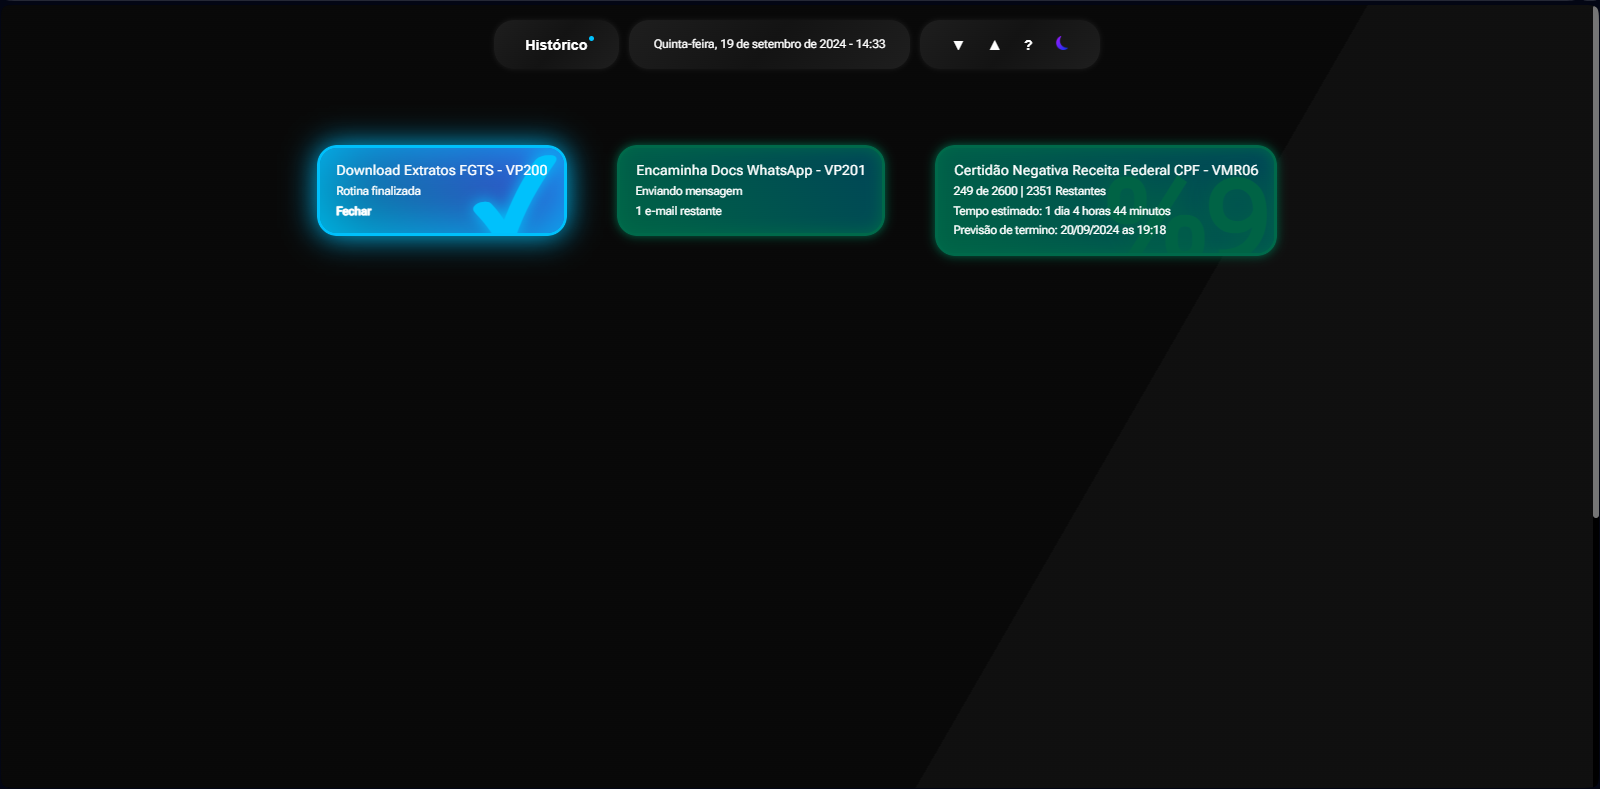 Histórico
Quinta-feira, 19 de setembro de 2024 - 14:33
▼ ▲ ?
Download Extratos FGTS - VP200
Rotina finalizada
Fechar
Encaminha Docs WhatsApp - VP201
Enviando mensagem
1 e-mail restante
Certidão Negativa Receita Federal CPF - VMR06
249 de 2600 | 2351 Restantes
Tempo estimado: 1 dia 4 horas 44 minutos
Previsão de termino: 20/09/2024 as 19:18
%9